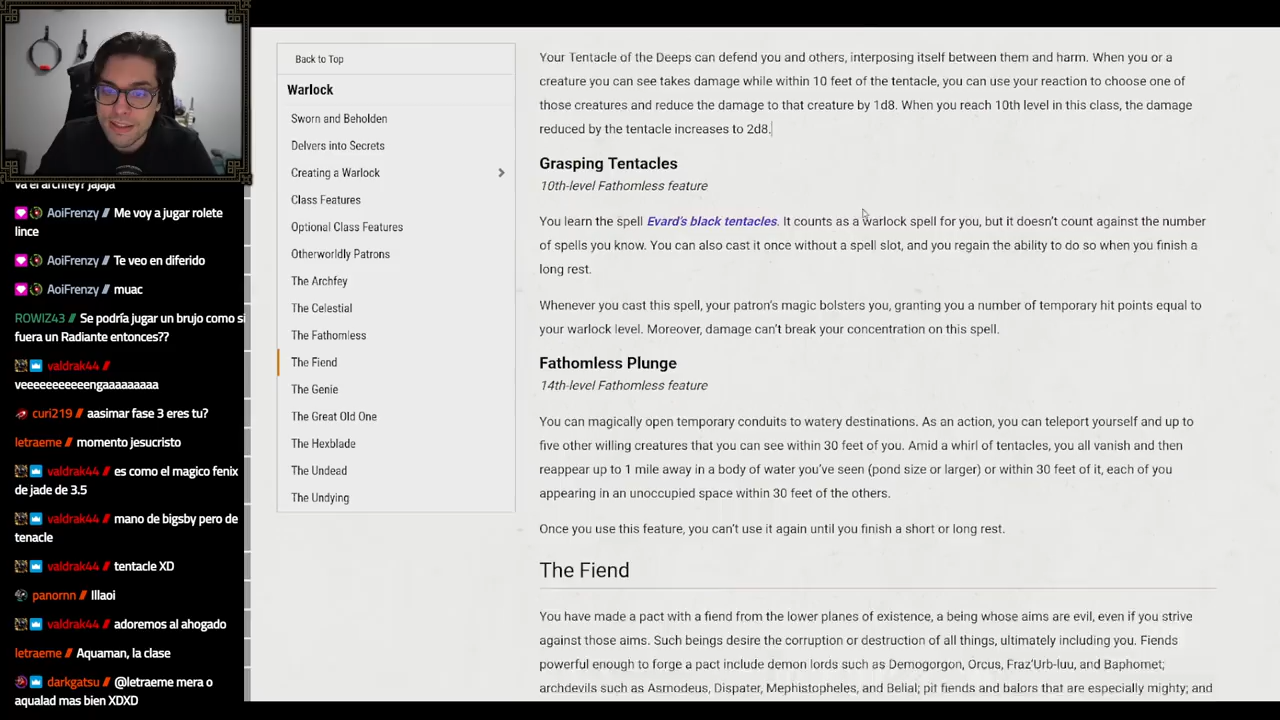 va el archfey? jajaja
AoiFrenzy // Me voy a jugar rolete
lince
AoiFrenzy // Te veo en diferido
AoiFrenzy // muac
ROWIZ43 // Se podría jugar un brujo como si
fuera un Radiante entonces??
valdrak44 //
veeeeeeeeeengaaaaaaaaa
curi219 // aasimar fase 3 eres tu?
letraeme // momento jesucristo
valdrak44 // es como el magico fenix
de jade de 3.5
valdrak44 // mano de bigsby pero de
tenacle
valdrak44 // tentacle XD
panornn // Illaoi
valdrak44 // adoremos al ahogado
letraeme // Aquaman, la clase
darkgatsu // @letraeme mera o
aqualad mas bien XDXD
Back to Top
Warlock
Sworn and Beholden
Delvers into Secrets
Creating a Warlock
Class Features
Optional Class Features
Otherworldly Patrons
The Archfey
The Celestial
The Fathomless
The Fiend
The Genie
The Great Old One
The Hexblade
The Undead
The Undying
Your Tentacle of the Deeps can defend you and others, interposing itself between them and harm. When you or a
creature you can see takes damage while within 10 feet of the tentacle, you can use your reaction to choose one of
those creatures and reduce the damage to that creature by 1d8. When you reach 10th level in this class, the damage
reduced by the tentacle increases to 2d8.
Grasping Tentacles
10th-level Fathomless feature
You learn the spell Evard's black tentacles. It counts as a warlock spell for you, but it doesn't count against the number
of spells you know. You can also cast it once without a spell slot, and you regain the ability to do so when you finish a
long rest.
Whenever you cast this spell, your patron's magic bolsters you, granting you a number of temporary hit points equal to
your warlock level. Moreover, damage can't break your concentration on this spell.
Fathomless Plunge
14th-level Fathomless feature
You can magically open temporary conduits to watery destinations. As an action, you can teleport yourself and up to
five other willing creatures that you can see within 30 feet of you. Amid a whirl of tentacles, you all vanish and then
reappear up to 1 mile away in a body of water you've seen (pond size or larger) or within 30 feet of it, each of you
appearing in an unoccupied space within 30 feet of the others.
Once you use this feature, you can't use it again until you finish a short or long rest.
The Fiend
You have made a pact with a fiend from the lower planes of existence, a being whose aims are evil, even if you strive
against those aims. Such beings desire the corruption or destruction of all things, ultimately including you. Fiends
powerful enough to forge a pact include demon lords such as Demogorgon, Orcus, Fraz'Urb-luu, and Baphomet;
archdevils such as Asmodeus, Dispater, Mephistopheles, and Belial; pit fiends and balors that are especially mighty; and